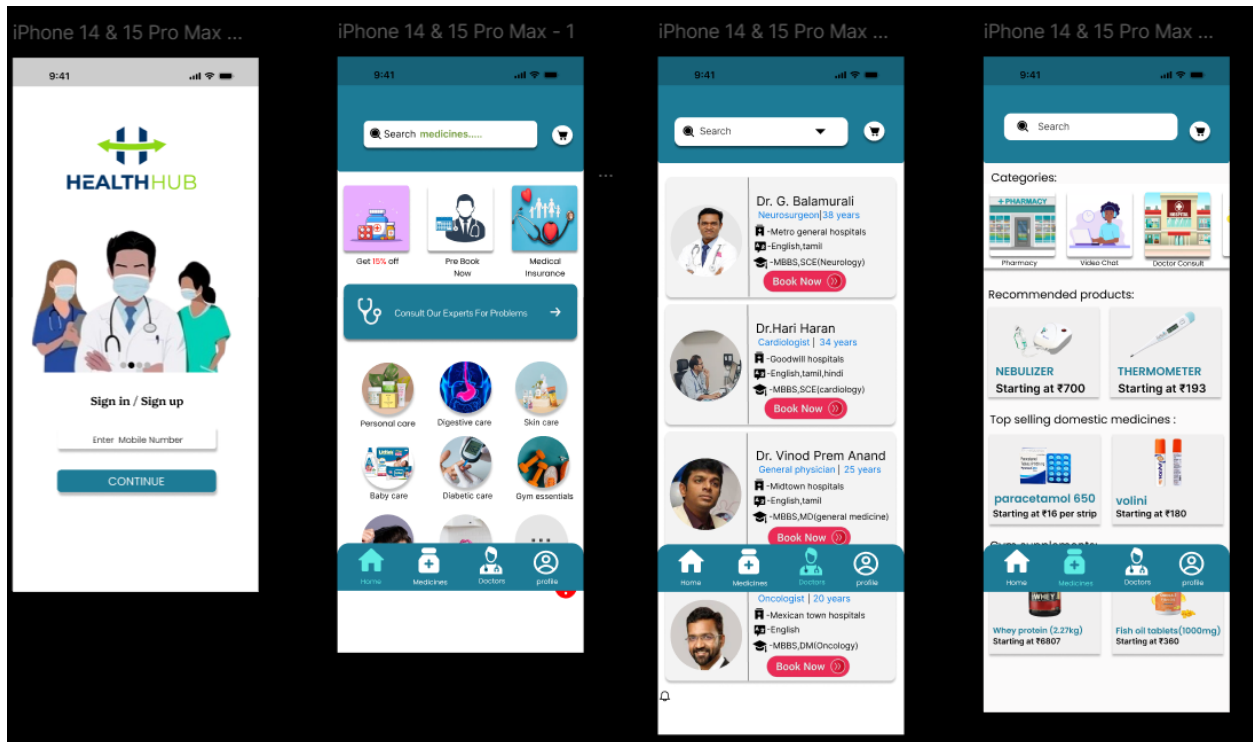 iPhone 14 & 15 Pro Max ...
9:41
HEALTHHUB
Sign in / Sign up
Enter Mobile Number
CONTINUE
iPhone 14 & 15 Pro Max - 1
9:41
Search medicines.....
Get 15% off
Pre Book
Now
Medical
Insurance
Consult Our Experts For Problems
Personal care
Digestive care
Skin care
Baby care
Diabetic care
Gym essentials
Home
Medicines
Doctors
profile
...
iPhone 14 & 15 Pro Max ...
9:41
Search
Dr. G. Balamurali
Neurosurgeon|38 years
-Metro general hospitals
-English,tamil
-MBBS,SCE(Neurology)
Book Now
Dr.Hari Haran
Cardiologist | 34 years
-Goodwill hospitals
-English,tamil,hindi
-MBBS,SCE(cardiology)
Book Now
Dr. Vinod Prem Anand
General physician | 25 years
-Midtown hospitals
-English,tamil
-MBBS,MD(general medicine)
Book Now
Home
Medicines
Doctors
profile
Oncologist | 20 years
-Mexican town hospitals
-English
-MBBS,DM(Oncology)
Book Now
iPhone 14 & 15 Pro Max ...
9:41
Search
Categories:
+ PHARMACY
Pharmacy
Video Chat
Doctor Consult
Recommended products:
NEBULIZER
Starting at ₹700
THERMOMETER
Starting at ₹193
Top selling domestic medicines :
paracetamol 650
Starting at ₹16 per strip
volini
Starting at ₹180
Gym supplements:
Home
Medicines
Doctors
profile
WHEY
Whey protein (2.27kg)
Starting at ₹6807
Fish oil tablets(1000mg)
Starting at ₹360